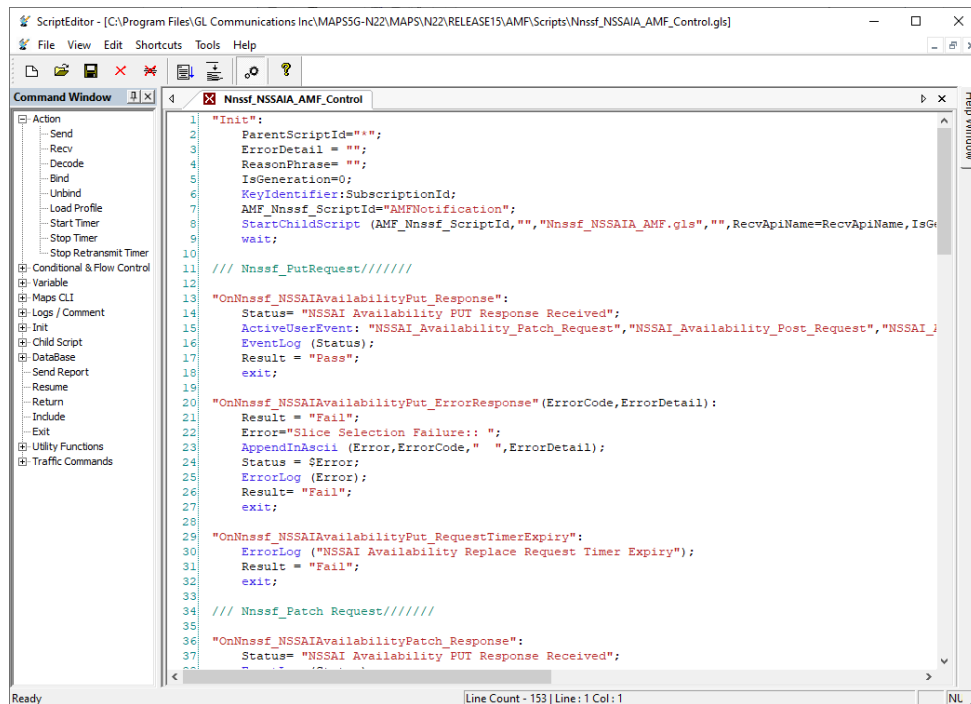 ScriptEditor - [C:\Program Files\GL Communications Inc\MAPS5G-N22\MAPS\N22\RELEASE15\AMF\Scripts\Nnssf_NSSAIA_AMF_Control.gls]
File View Edit Shortcuts Tools Help
Command Window
Action
Send
Recv
Decode
Bind
Unbind
Load Profile
Start Timer
Stop Timer
Stop Retransmit Timer
Conditional & Flow Control
Variable
Maps CLI
Logs / Comment
Init
Child Script
DataBase
Send Report
Resume
Return
Include
Exit
Utility Functions
Traffic Commands
Nnssf_NSSAIA_AMF_Control
1 "Init":
2 ParentScriptId="*";
3 ErrorDetail = "";
4 ReasonPhrase= "";
5 IsGeneration=0;
6 KeyIdentifier:SubscriptionId;
7 AMF_Nnssf_ScriptId="AMFNotification";
8 StartChildScript (AMF_Nnssf_ScriptId,"","Nnssf_NSSAIA_AMF.gls","",RecvApiName=RecvApiName,IsGe
9 wait;
10
11 /// Nnssf_PutRequest///////
12
13 "OnNnssf_NSSAIAvailabilityPut_Response":
14 Status= "NSSAI Availability PUT Response Received";
15 ActiveUserEvent: "NSSAI_Availability_Patch_Request","NSSAI_Availability_Post_Request","NSSAI_A
16 EventLog (Status);
17 Result = "Pass";
18 exit;
19
20 "OnNnssf_NSSAIAvailabilityPut_ErrorResponse"(ErrorCode,ErrorDetail):
21 Result = "Fail";
22 Error="Slice Selection Failure:: ";
23 AppendInAscii (Error,ErrorCode,"  ",ErrorDetail);
24 Status = $Error;
25 ErrorLog (Error);
26 Result= "Fail";
27 exit;
28
29 "OnNnssf_NSSAIAvailabilityPut_RequestTimerExpiry":
30 ErrorLog ("NSSAI Availability Replace Request Timer Expiry");
31 Result = "Fail";
32 exit;
33
34 /// Nnssf_Patch Request///////
35
36 "OnNnssf_NSSAIAvailabilityPatch_Response":
37 Status= "NSSAI Availability PUT Response Received";
Help Window
Ready
Line Count - 153 | Line : 1 Col : 1
NU